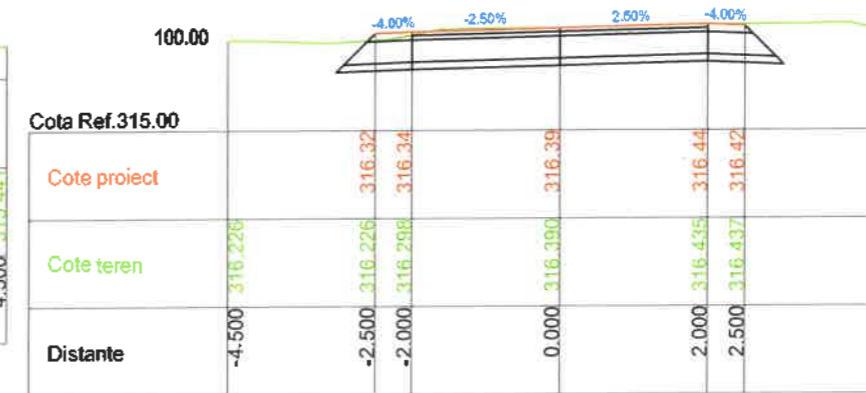 -4.00% -2.50% 2.50% -4.00%
100.00
Cota Ref.315.00
Cote proiect 316.32 316.34 316.39 316.44 316.42
Cote teren 316.226 316.226 316.298 316.390 316.435 316.437
Distante -4.500 -2.500 -2.000 0.000 2.000 2.500